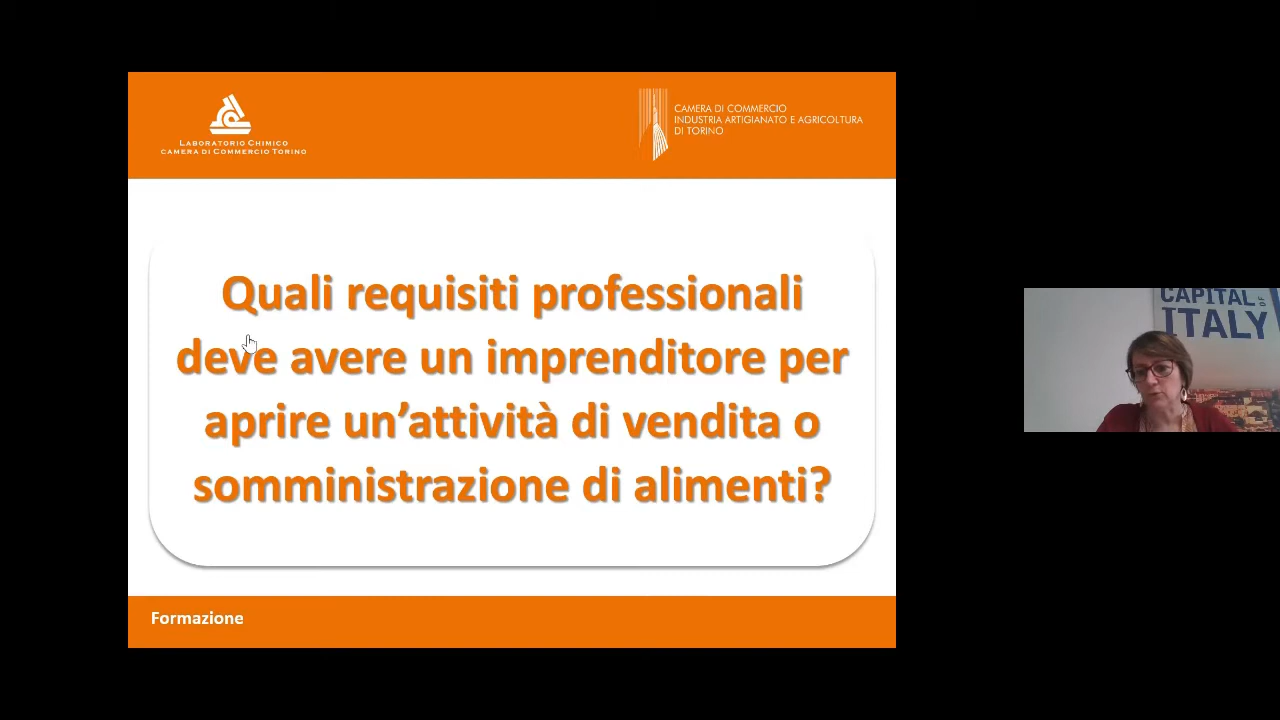 LABORATORIO CHIMICO
CAMERA DI COMMERCIO TORINO
CAMERA DI COMMERCIO
INDUSTRIA ARTIGIANATO E AGRICOLTURA
DI TORINO
Quali requisiti professionali
deve avere un imprenditore per
aprire un’attività di vendita o
somministrazione di alimenti?
Formazione
CAPITAL OF
ITALY